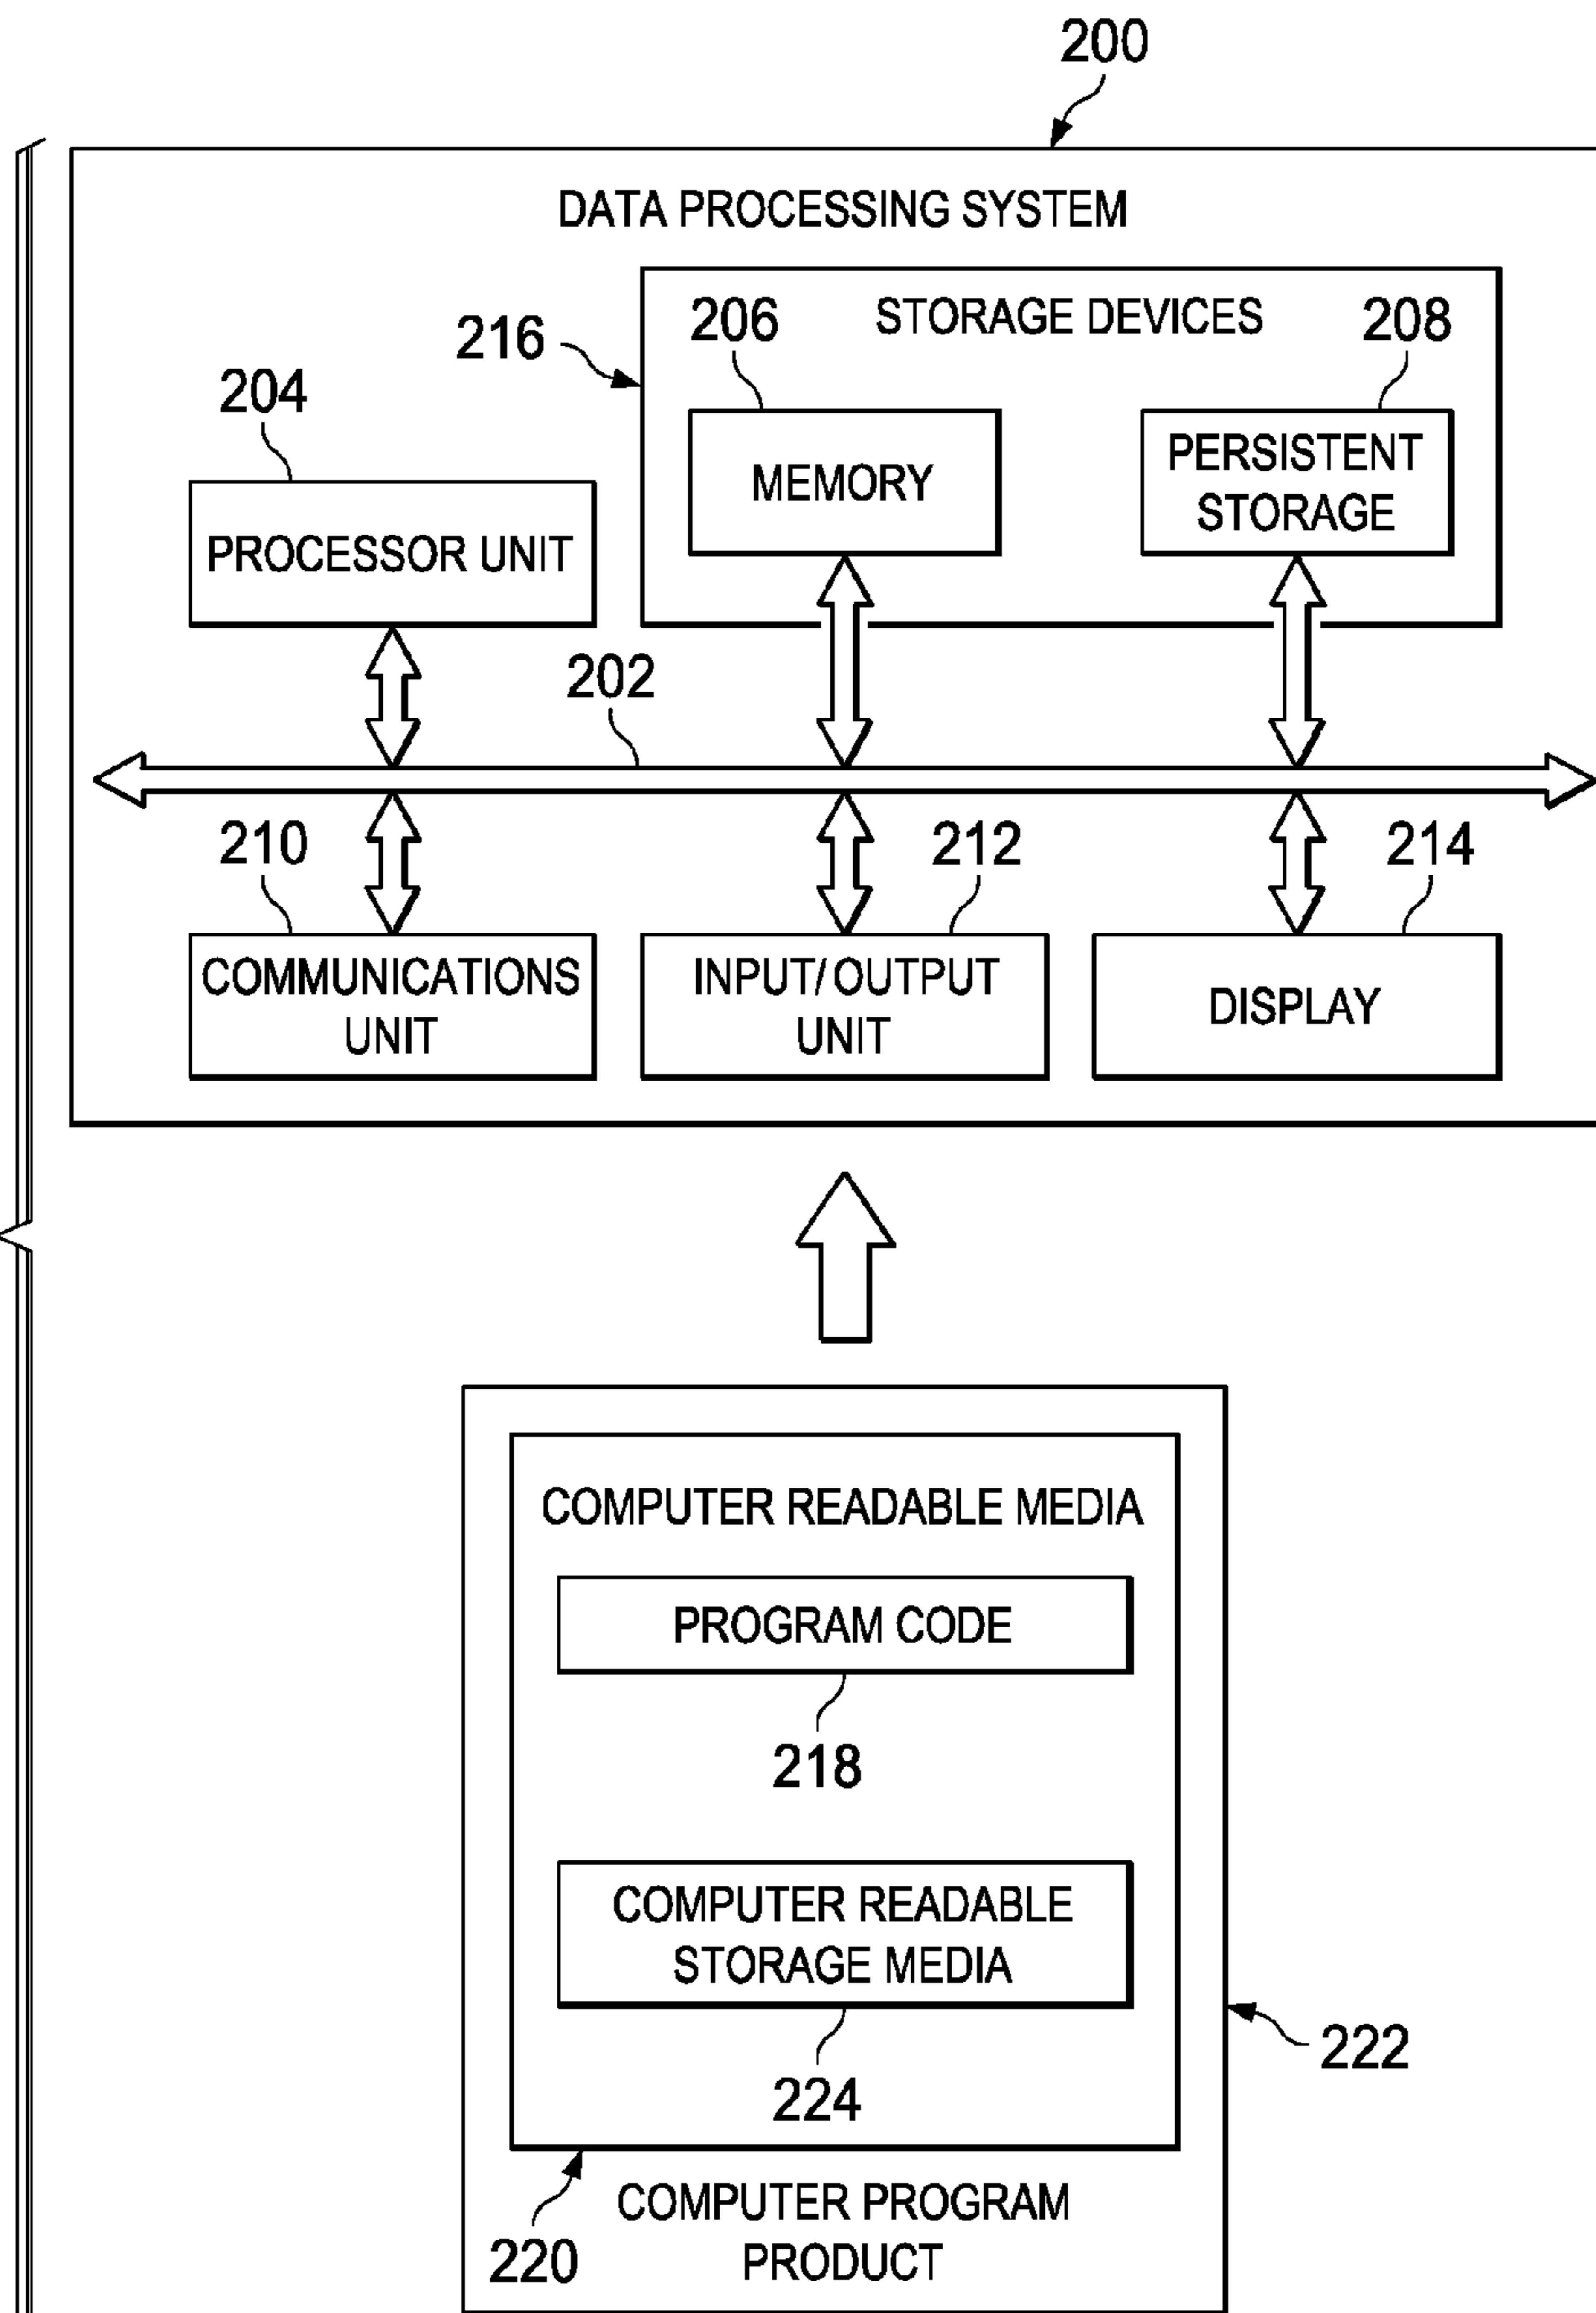 200
DATA PROCESSING SYSTEM
216
206
STORAGE DEVICES
208
204
MEMORY
PERSISTENT
STORAGE
PROCESSOR UNIT
202
210
212
214
COMMUNICATIONS
UNIT
INPUT/OUTPUT
UNIT
DISPLAY
COMPUTER READABLE MEDIA
PROGRAM CODE
218
COMPUTER READABLE
STORAGE MEDIA
224
222
220
COMPUTER PROGRAM
PRODUCT